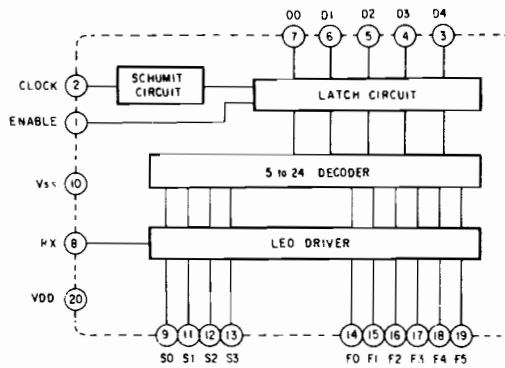 D0 D1 D2 D3 D4
7 6 5 4 3
CLOCK 2 SCHUMIT CIRCUIT
LATCH CIRCUIT
ENABLE 1
Vss 10
5 to 24 DECODER
RX 8
LED DRIVER
VDD 20
9 11 12 13 14 15 16 17 18 19
S0 S1 S2 S3 F0 F1 F2 F3 F4 F5